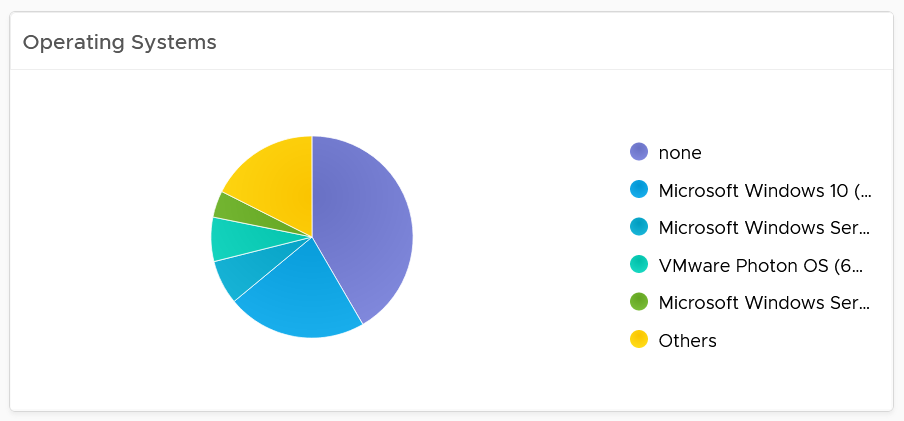 Operating Systems
none
Microsoft Windows 10 (...
Microsoft Windows Ser...
VMware Photon OS (6...
Microsoft Windows Ser...
Others